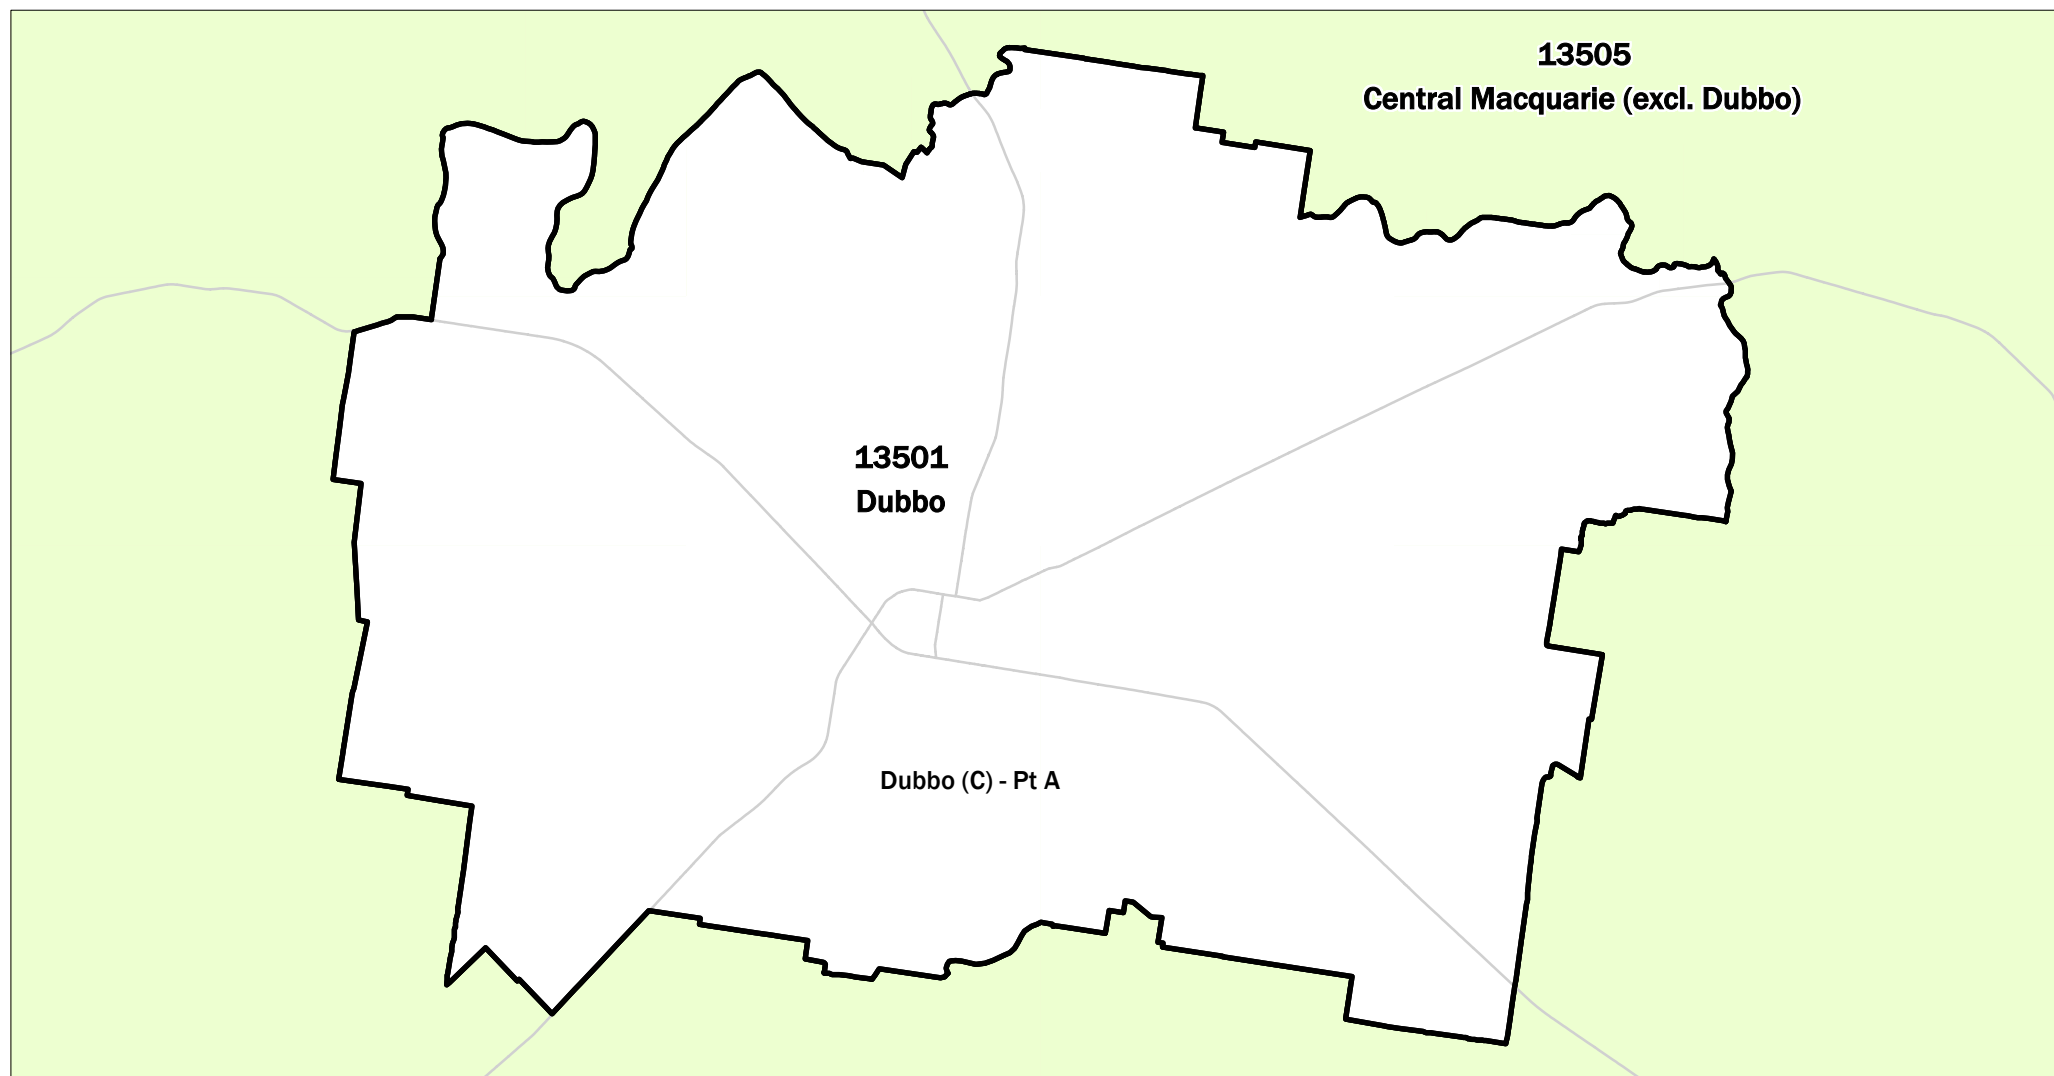 13505
Central Macquarie (excl. Dubbo)
13501
Dubbo
Dubbo (C) - Pt A